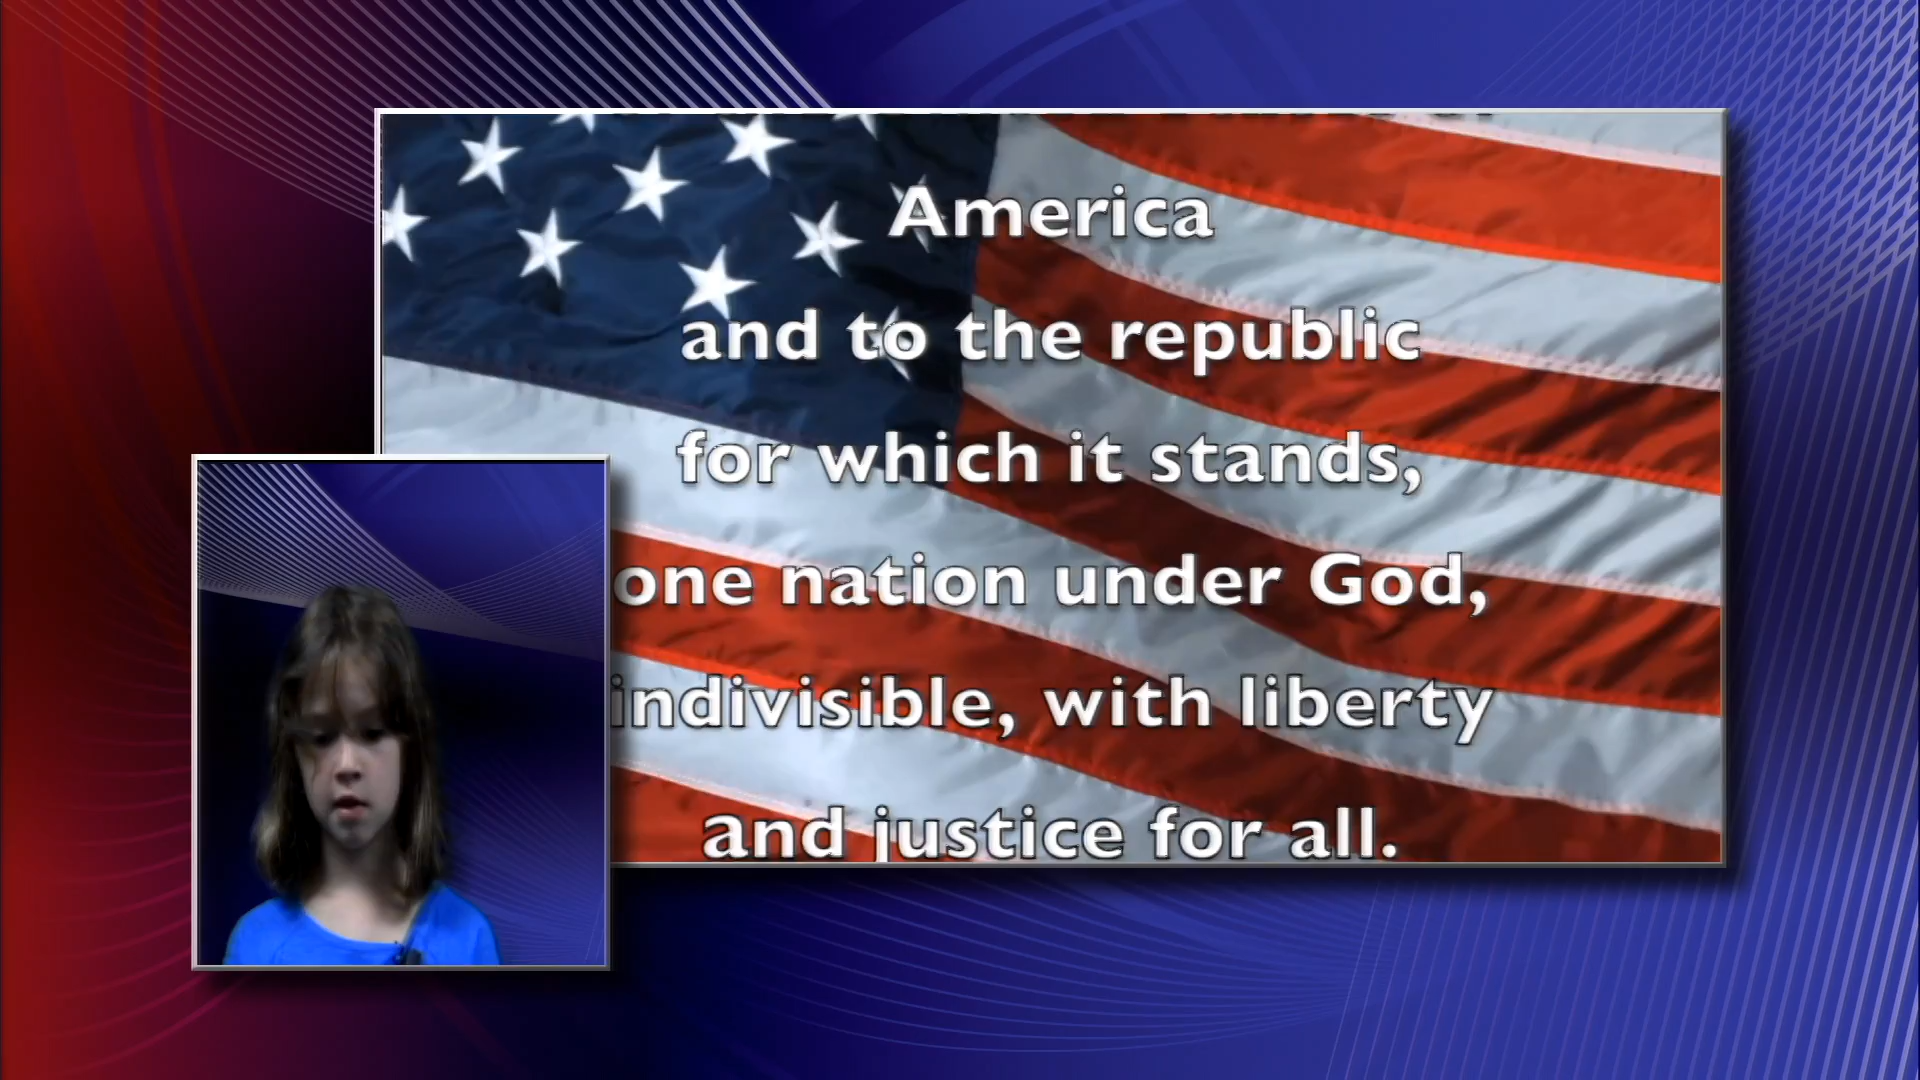 America
and to the republic
for which it stands,
one nation under God,
indivisible, with liberty
and justice for all.